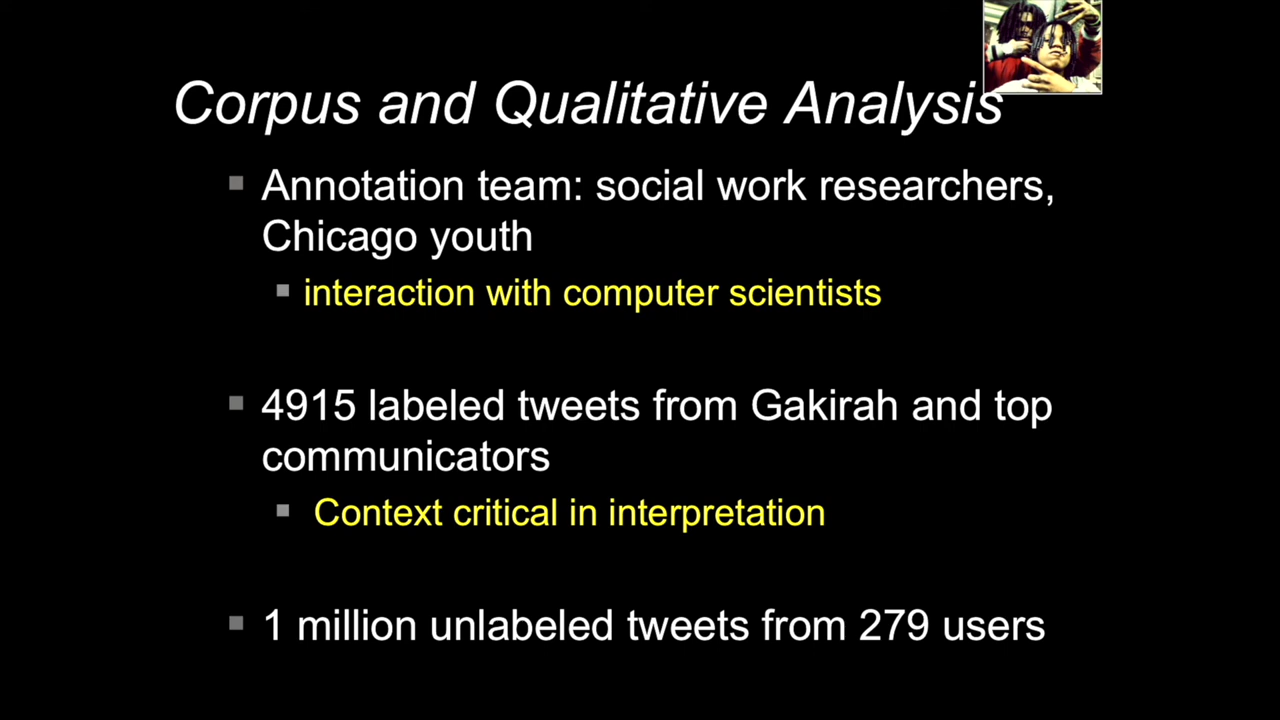 Corpus and Qualitative Analysis
Annotation team: social work researchers,
Chicago youth
interaction with computer scientists
4915 labeled tweets from Gakirah and top
communicators
Context critical in interpretation
1 million unlabeled tweets from 279 users